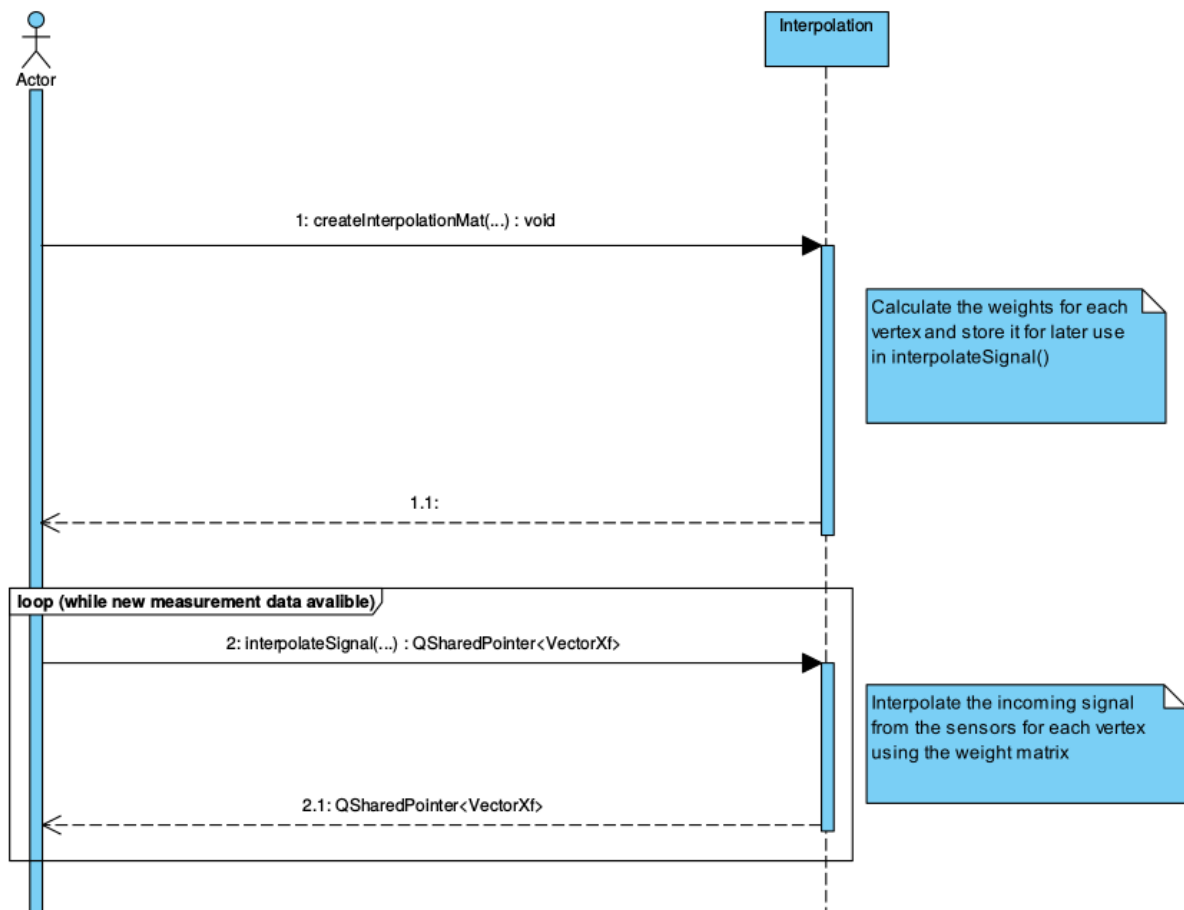 Interpolation
Actor
1: createInterpolationMat(...) : void
Calculate the weights for each
vertex and store it for later use
in interpolateSignal()
1.1:
loop (while new measurement data avalible)
2: interpolateSignal(...) : QSharedPointer<VectorXf>
Interpolate the incoming signal
from the sensors for each vertex
using the weight matrix
2.1: QSharedPointer<VectorXf>